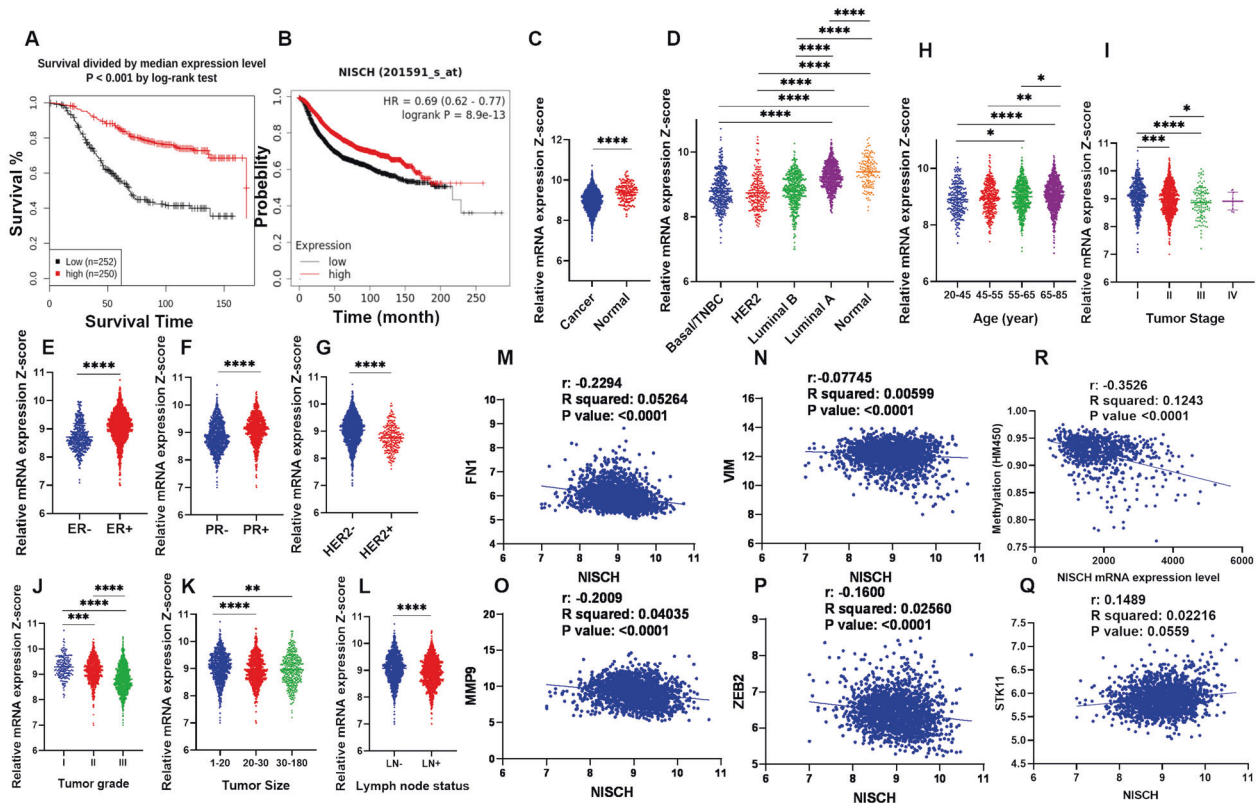 A
Survival divided by median expression level
P < 0.001 by log-rank test
Survival %
1.0
0.8
0.6
0.4
0.2
0.0
Low (n=252)
high (n=250)
0
50
100
150
Survival Time
B
NISCH (201591_s_at)
HR = 0.69 (0.62 - 0.77)
logrank P = 8.9e-13
Probeblity
1.0
0.8
0.6
0.4
0.2
0.0
Expression
low
high
0
50
100
150
200
250
Time (month)
C
Relative mRNA expression Z-score
****
12
10
8
6
Cancer
Normal
D
Relative mRNA expression Z-score
****
****
****
****
****
****
****
10
8
6
Basal/TNBC
HER2
Luminal B
Luminal A
Normal
H
Relative mRNA expression Z-score
*
**
****
*
12
10
8
6
20-45
45-55
55-65
65-85
Age (year)
I
Relative mRNA expression Z-score
*
****
***
12
11
10
9
8
7
6
I
II
III
IV
Tumor Stage
E
Relative mRNA expression Z-score
****
11
10
9
8
7
6
ER-
ER+
F
Relative mRNA expression Z-score
****
11
10
9
8
7
6
PR-
PR+
G
Relative mRNA expression Z-score
****
11
10
9
8
7
6
HER2-
HER2+
M
r: -0.2294
R squared: 0.05264
P value: <0.0001
FN1
10
9
8
7
6
5
4
6
7
8
9
10
11
NISCH
N
r:-0.07745
R squared: 0.00599
P value: <0.0001
VIM
16
14
12
10
8
6
6
7
8
9
10
11
NISCH
R
r: -0.3526
R squared: 0.1243
P value <0.0001
Methylation (HM450)
1.00
0.95
0.90
0.85
0.80
0.75
0
2000
4000
6000
NISCH mRNA expression level
J
Relative mRNA expression Z-score
****
****
***
11
10
9
8
7
6
I
II
III
Tumor grade
K
Relative mRNA expression Z-score
**
****
11
10
9
8
7
6
1-20
20-30
30-180
Tumor Size
L
Relative mRNA expression Z-score
****
11
10
9
8
7
6
LN-
LN+
Lymph node status
O
r: -0.2009
R squared: 0.04035
P value: <0.0001
MMP9
20
15
10
5
0
6
7
8
9
10
11
NISCH
P
r: -0.1600
R squared: 0.02560
P value: <0.0001
ZEB2
9
8
7
6
5
6
7
8
9
10
11
NISCH
Q
r: 0.1489
R squared: 0.02216
P value: 0.0559
STK11
7.5
7.0
6.5
6.0
5.5
5.0
4.5
6
7
8
9
10
11
NISCH